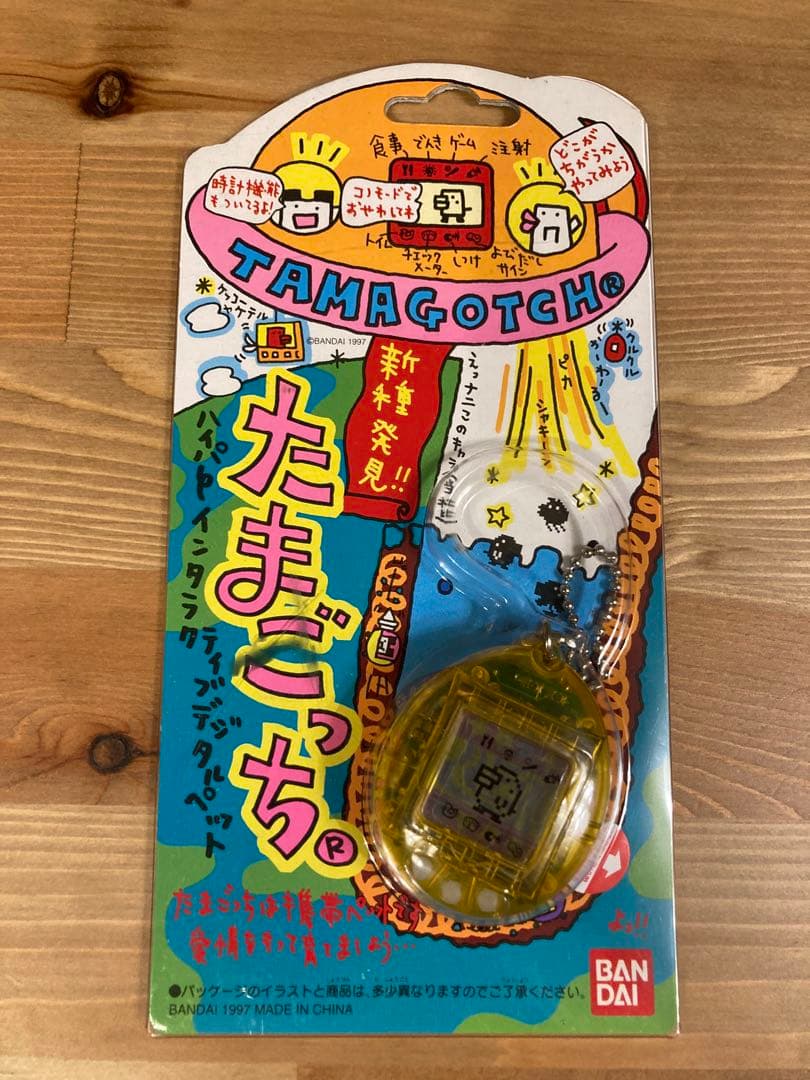 食事 でんき ゲーム 注射
時計機能
もついてるよ!
コノモードで
おせわしてネ
どこが
ちがうか
やってみよう
トイレ
チェック
メーター
しつけ
よびだし
サイン
TAMAGOTCH®
©BANDAI 1997
新種発見!!
ピカ
シャキーン
たまごっち®
ハイパーインタラクティブデジタルペット
たまごっちは携帯ペットです
愛情をもって育てましょう…
よっ!!
●パッケージのイラストと商品は、多少異なりますのでご了承ください。
BANDAI 1997 MADE IN CHINA
BAN
DAI